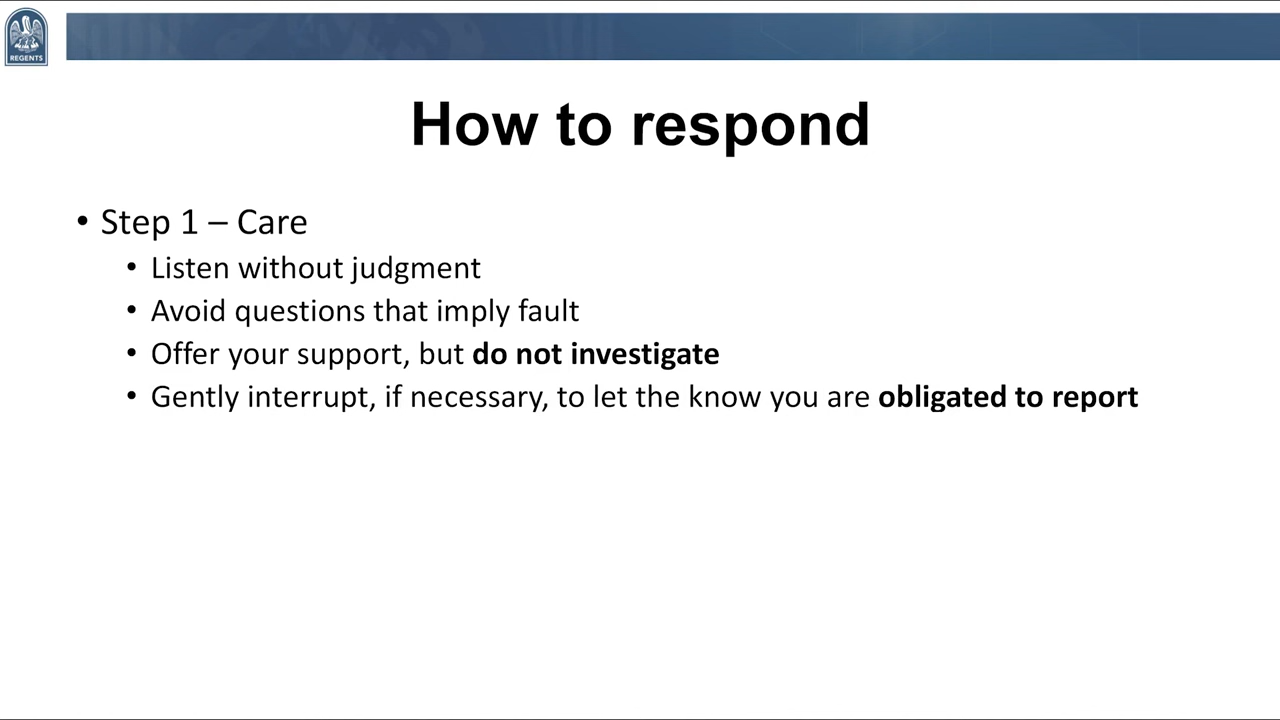 REGENTS
How to respond
• Step 1 – Care
• Listen without judgment
• Avoid questions that imply fault
• Offer your support, but do not investigate
• Gently interrupt, if necessary, to let the know you are obligated to report